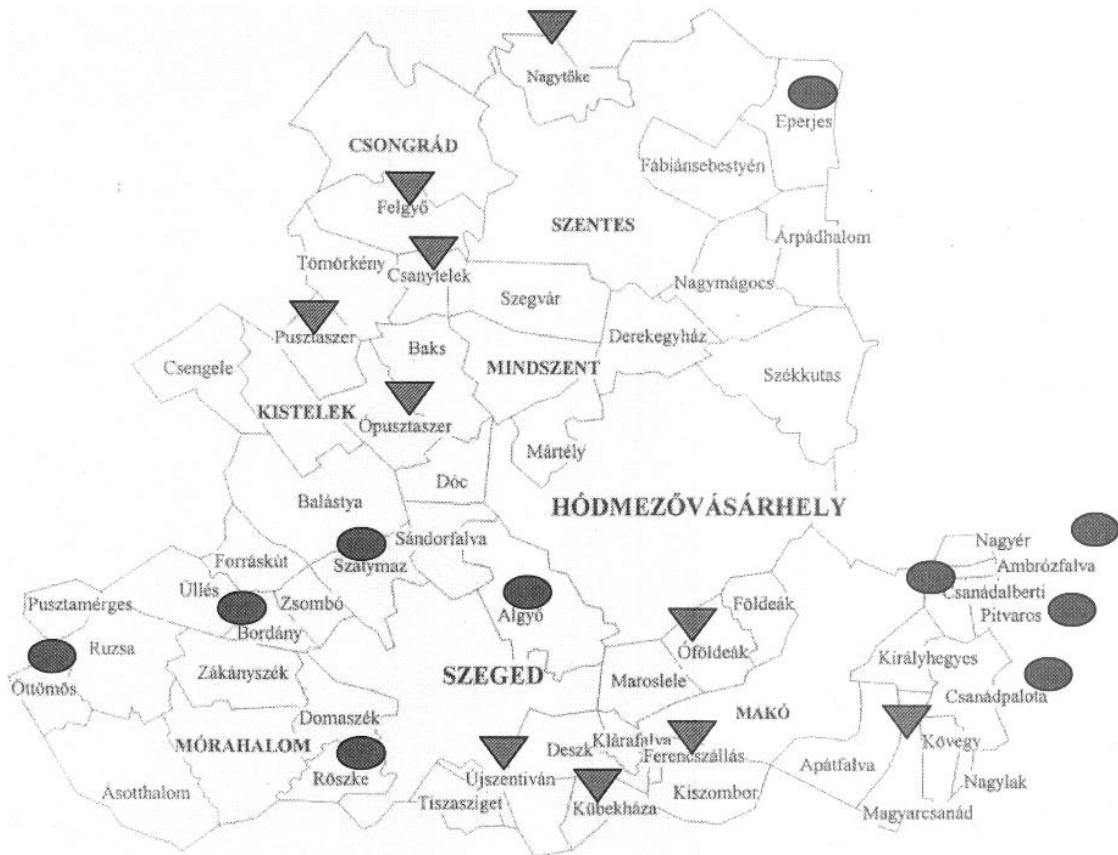 Nagytőke
Eperjes
CSONGRÁD
Fábiánsebestyén
Felgyő
SZENTES
Árpádhalom
Tömörkény
Csanytelek
Nagymágocs
Szegvár
Pusztaszer
Derekegyház
Baks
Csengele
MINDSZENT
Székkutas
KISTELEK
Ópusztaszer
Mártély
Dóc
Balástya
HÓDMEZŐVÁSÁRHELY
Sándorfalva
Nagyér
Forráskút
Szatymaz
Ambrózfalva
Üllés
Csanádalberti
Pusztamérges
Zsombó
Algyő
Földeák
Pitvaros
Bordány
Ruzsa
Óföldeák
Királyhegyes
Zákányszék
SZEGED
Maroslele
Öttömös
Csanádpalota
Domaszék
MAKÓ
MÓRAHALOM
Klárafalva
Kövegy
Deszk
Ferencszállás
Röszke
Újszentiván
Apátfalva
Nagylak
Ásotthalom
Kiszombor
Tiszasziget
Kübekháza
Magyarcsanád